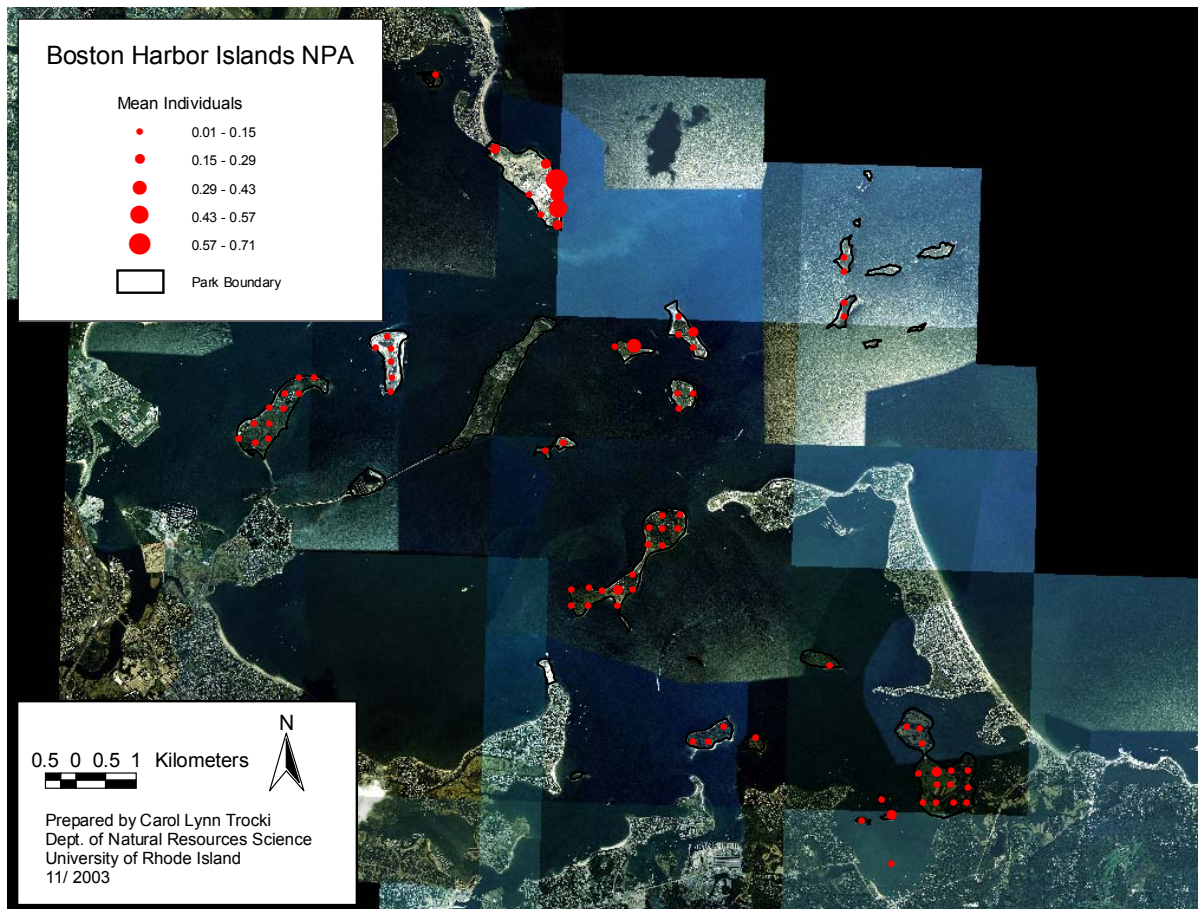 Boston Harbor Islands NPA
Mean Individuals
0.01 - 0.15
0.15 - 0.29
0.29 - 0.43
0.43 - 0.57
0.57 - 0.71
Park Boundary
N
0.5 0 0.5 1 Kilometers
Prepared by Carol Lynn Trocki
Dept. of Natural Resources Science
University of Rhode Island
11/ 2003